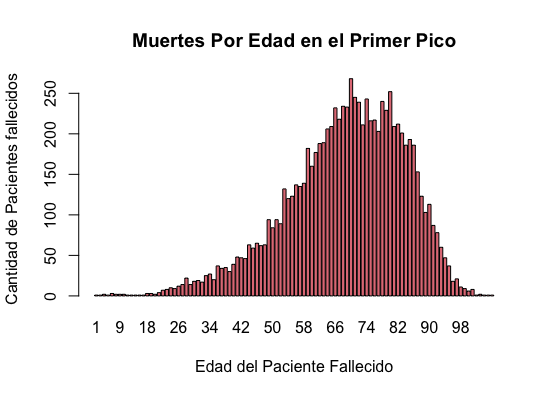 Muertes Por Edad en el Primer Pico
Cantidad de Pacientes fallecidos
250
200
150
100
50
0
1 9 18 26 34 42 50 58 66 74 82 90 98
Edad del Paciente Fallecido